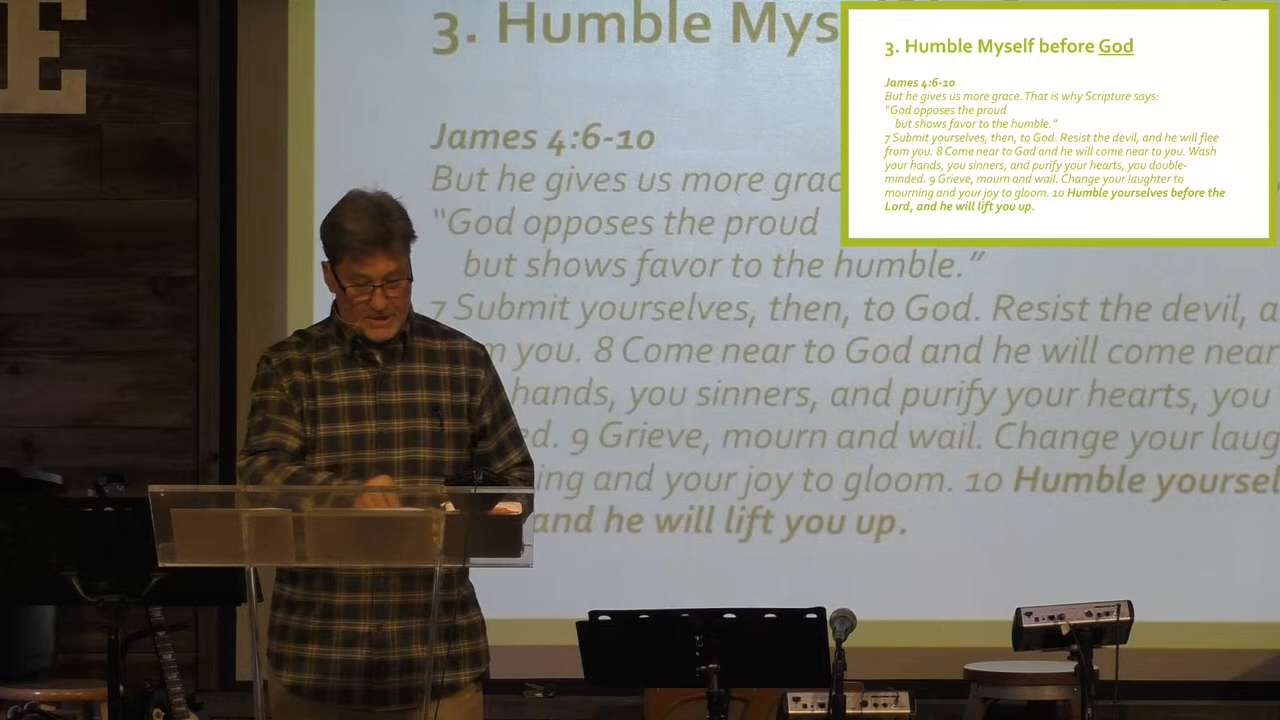 E
3. Humble Mys
James 4:6-10
But he gives us more grac
“God opposes the proud
but shows favor to the humble.”
7 Submit yourselves, then, to God. Resist the devil, a
m you. 8 Come near to God and he will come near
hands, you sinners, and purify your hearts, you
ed. 9 Grieve, mourn and wail. Change your laug
ing and your joy to gloom. 10 Humble yoursel
and he will lift you up.
3. Humble Myself before God
James 4:6-10
But he gives us more grace. That is why Scripture says:
“God opposes the proud
but shows favor to the humble.”
7 Submit yourselves, then, to God. Resist the devil, and he will flee
from you. 8 Come near to God and he will come near to you. Wash
your hands, you sinners, and purify your hearts, you double-
minded. 9 Grieve, mourn and wail. Change your laughter to
mourning and your joy to gloom. 10 Humble yourselves before the
Lord, and he will lift you up.